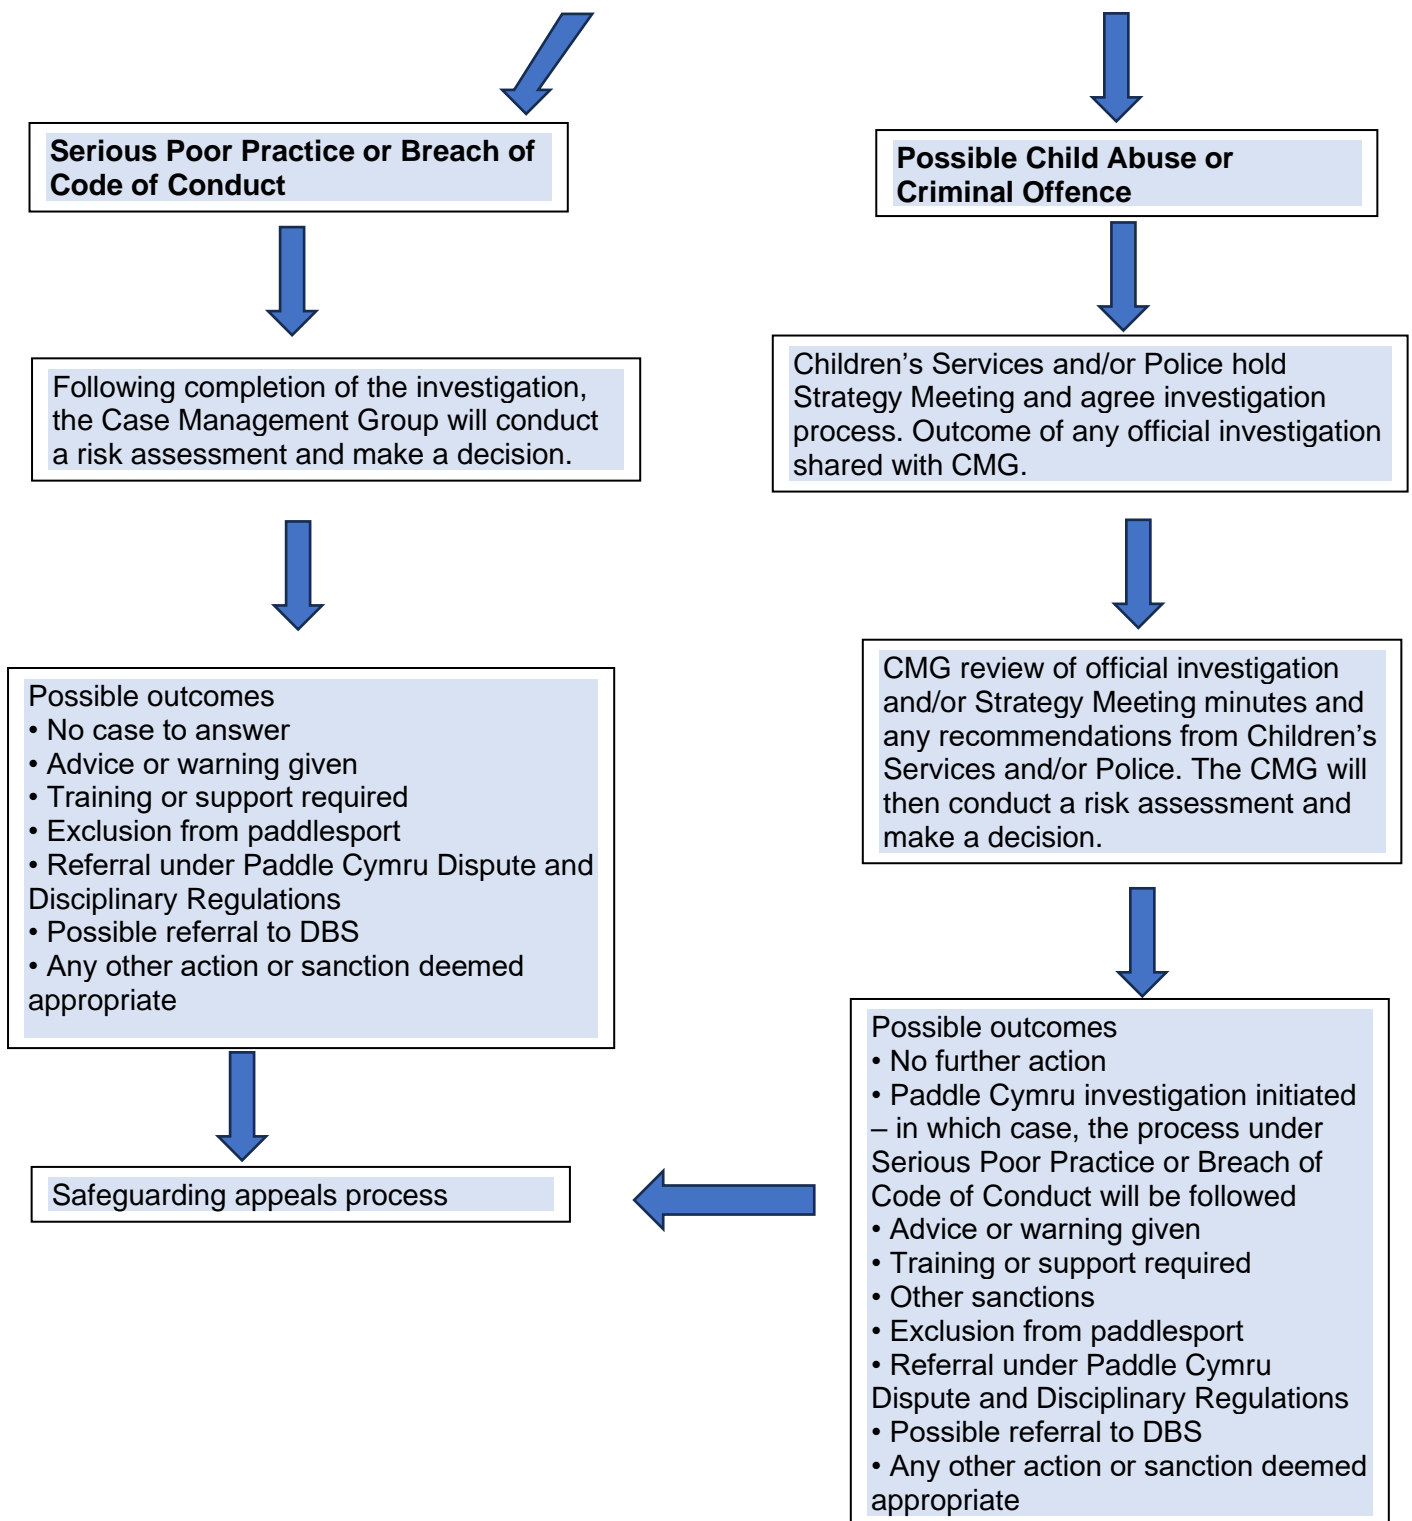 Serious Poor Practice or Breach of
Code of Conduct
Following completion of the investigation,
the Case Management Group will conduct
a risk assessment and make a decision.
Possible outcomes
• No case to answer
• Advice or warning given
• Training or support required
• Exclusion from paddlesport
• Referral under Paddle Cymru Dispute and
Disciplinary Regulations
• Possible referral to DBS
• Any other action or sanction deemed
appropriate
Safeguarding appeals process
Possible Child Abuse or
Criminal Offence
Children’s Services and/or Police hold
Strategy Meeting and agree investigation
process. Outcome of any official investigation
shared with CMG.
CMG review of official investigation
and/or Strategy Meeting minutes and
any recommendations from Children’s
Services and/or Police. The CMG will
then conduct a risk assessment and
make a decision.
Possible outcomes
• No further action
• Paddle Cymru investigation initiated
– in which case, the process under
Serious Poor Practice or Breach of
Code of Conduct will be followed
• Advice or warning given
• Training or support required
• Other sanctions
• Exclusion from paddlesport
• Referral under Paddle Cymru
Dispute and Disciplinary Regulations
• Possible referral to DBS
• Any other action or sanction deemed
appropriate